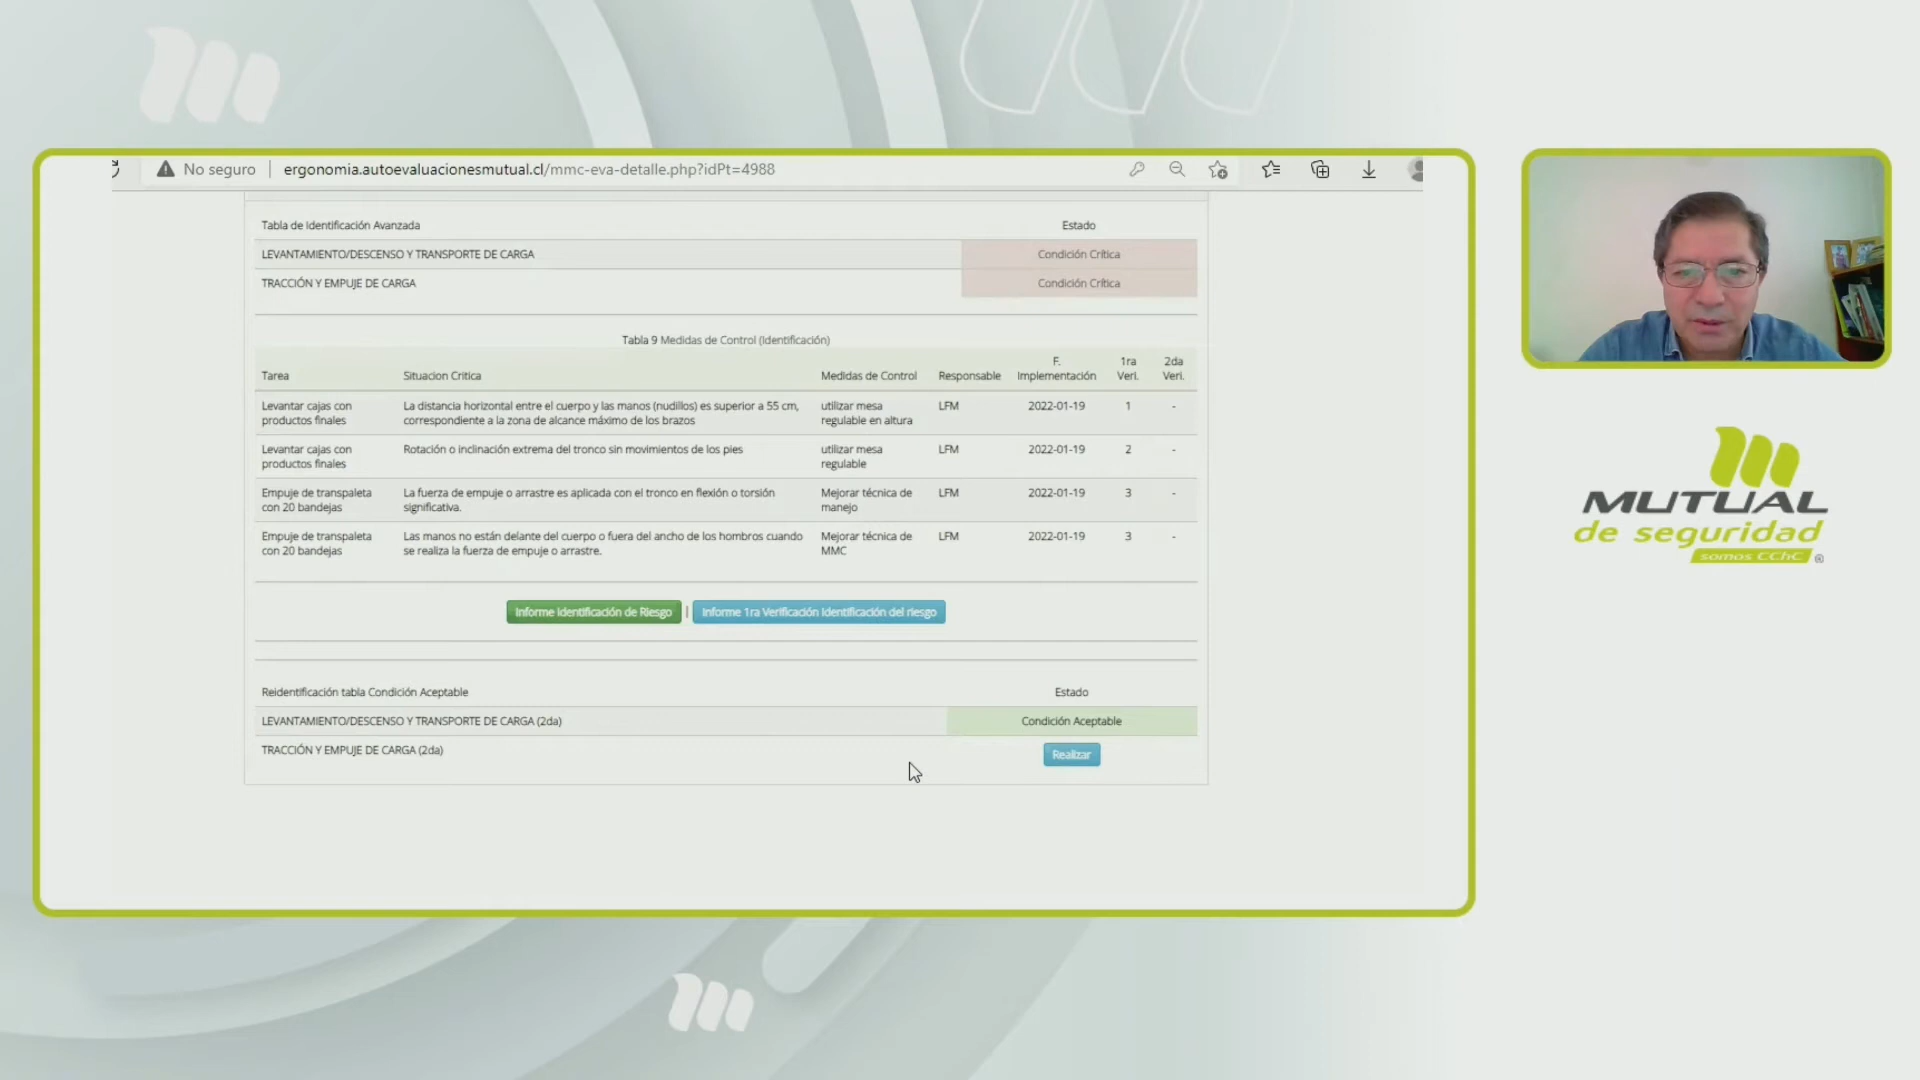 No seguro
ergonomia.autoevaluacionesmutual.cl/mmc-eva-detalle.php?idPt=4988
Tabla de Identificación Avanzada Estado
LEVANTAMIENTO/DESCENSO Y TRANSPORTE DE CARGA Condición Crítica
TRACCIÓN Y EMPUJE DE CARGA Condición Crítica
Tabla 9 Medidas de Control (Identificación)
Tarea Situacion Critica Medidas de Control Responsable F. Implementación 1ra Veri. 2da Veri.
Levantar cajas con productos finales La distancia horizontal entre el cuerpo y las manos (nudillos) es superior a 55 cm, correspondiente a la zona de alcance máximo de los brazos utilizar mesa regulable en altura LFM 2022-01-19 1 -
Levantar cajas con productos finales Rotación o inclinación extrema del tronco sin movimientos de los pies utilizar mesa regulable LFM 2022-01-19 2 -
Empuje de transpaleta con 20 bandejas La fuerza de empuje o arrastre es aplicada con el tronco en flexión o torsión significativa. Mejorar técnica de manejo LFM 2022-01-19 3 -
Empuje de transpaleta con 20 bandejas Las manos no están delante del cuerpo o fuera del ancho de los hombros cuando se realiza la fuerza de empuje o arrastre. Mejorar técnica de MMC LFM 2022-01-19 3 -
Informe Identificación de Riesgo | Informe 1ra Verificación Identificación del riesgo
Reidentificación tabla Condición Aceptable Estado
LEVANTAMIENTO/DESCENSO Y TRANSPORTE DE CARGA (2da) Condición Aceptable
TRACCIÓN Y EMPUJE DE CARGA (2da) Realizar
MUTUAL
de seguridad
somos CChC ®